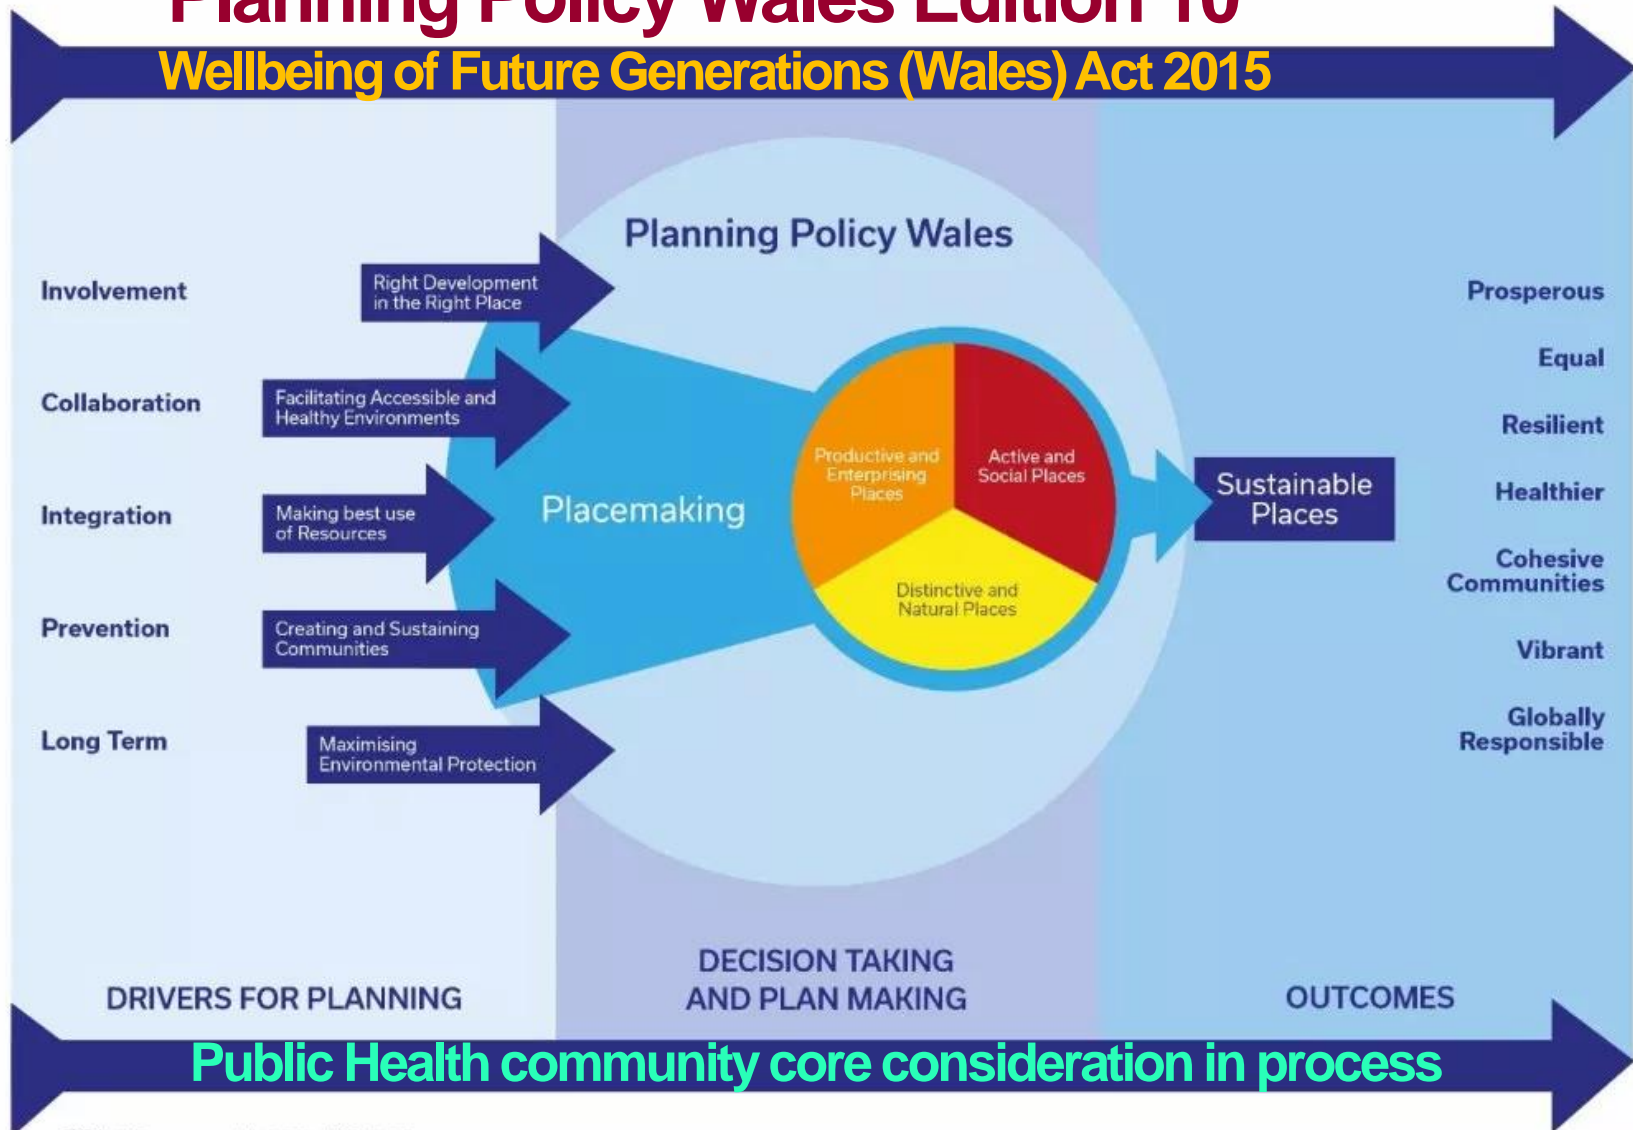 Planning Policy Wales Edition 10
Wellbeing of Future Generations (Wales) Act 2015
Planning Policy Wales
Involvement
Collaboration
Integration
Prevention
Long Term
Right Development
in the Right Place
Facilitating Accessible and
Healthy Environments
Making best use
of Resources
Creating and Sustaining
Communities
Maximising
Environmental Protection
Placemaking
Productive and
Enterprising
Places
Active and
Social Places
Distinctive and
Natural Places
Sustainable
Places
Prosperous
Equal
Resilient
Healthier
Cohesive
Communities
Vibrant
Globally
Responsible
DRIVERS FOR PLANNING
DECISION TAKING
AND PLAN MAKING
OUTCOMES
Public Health community core consideration in process